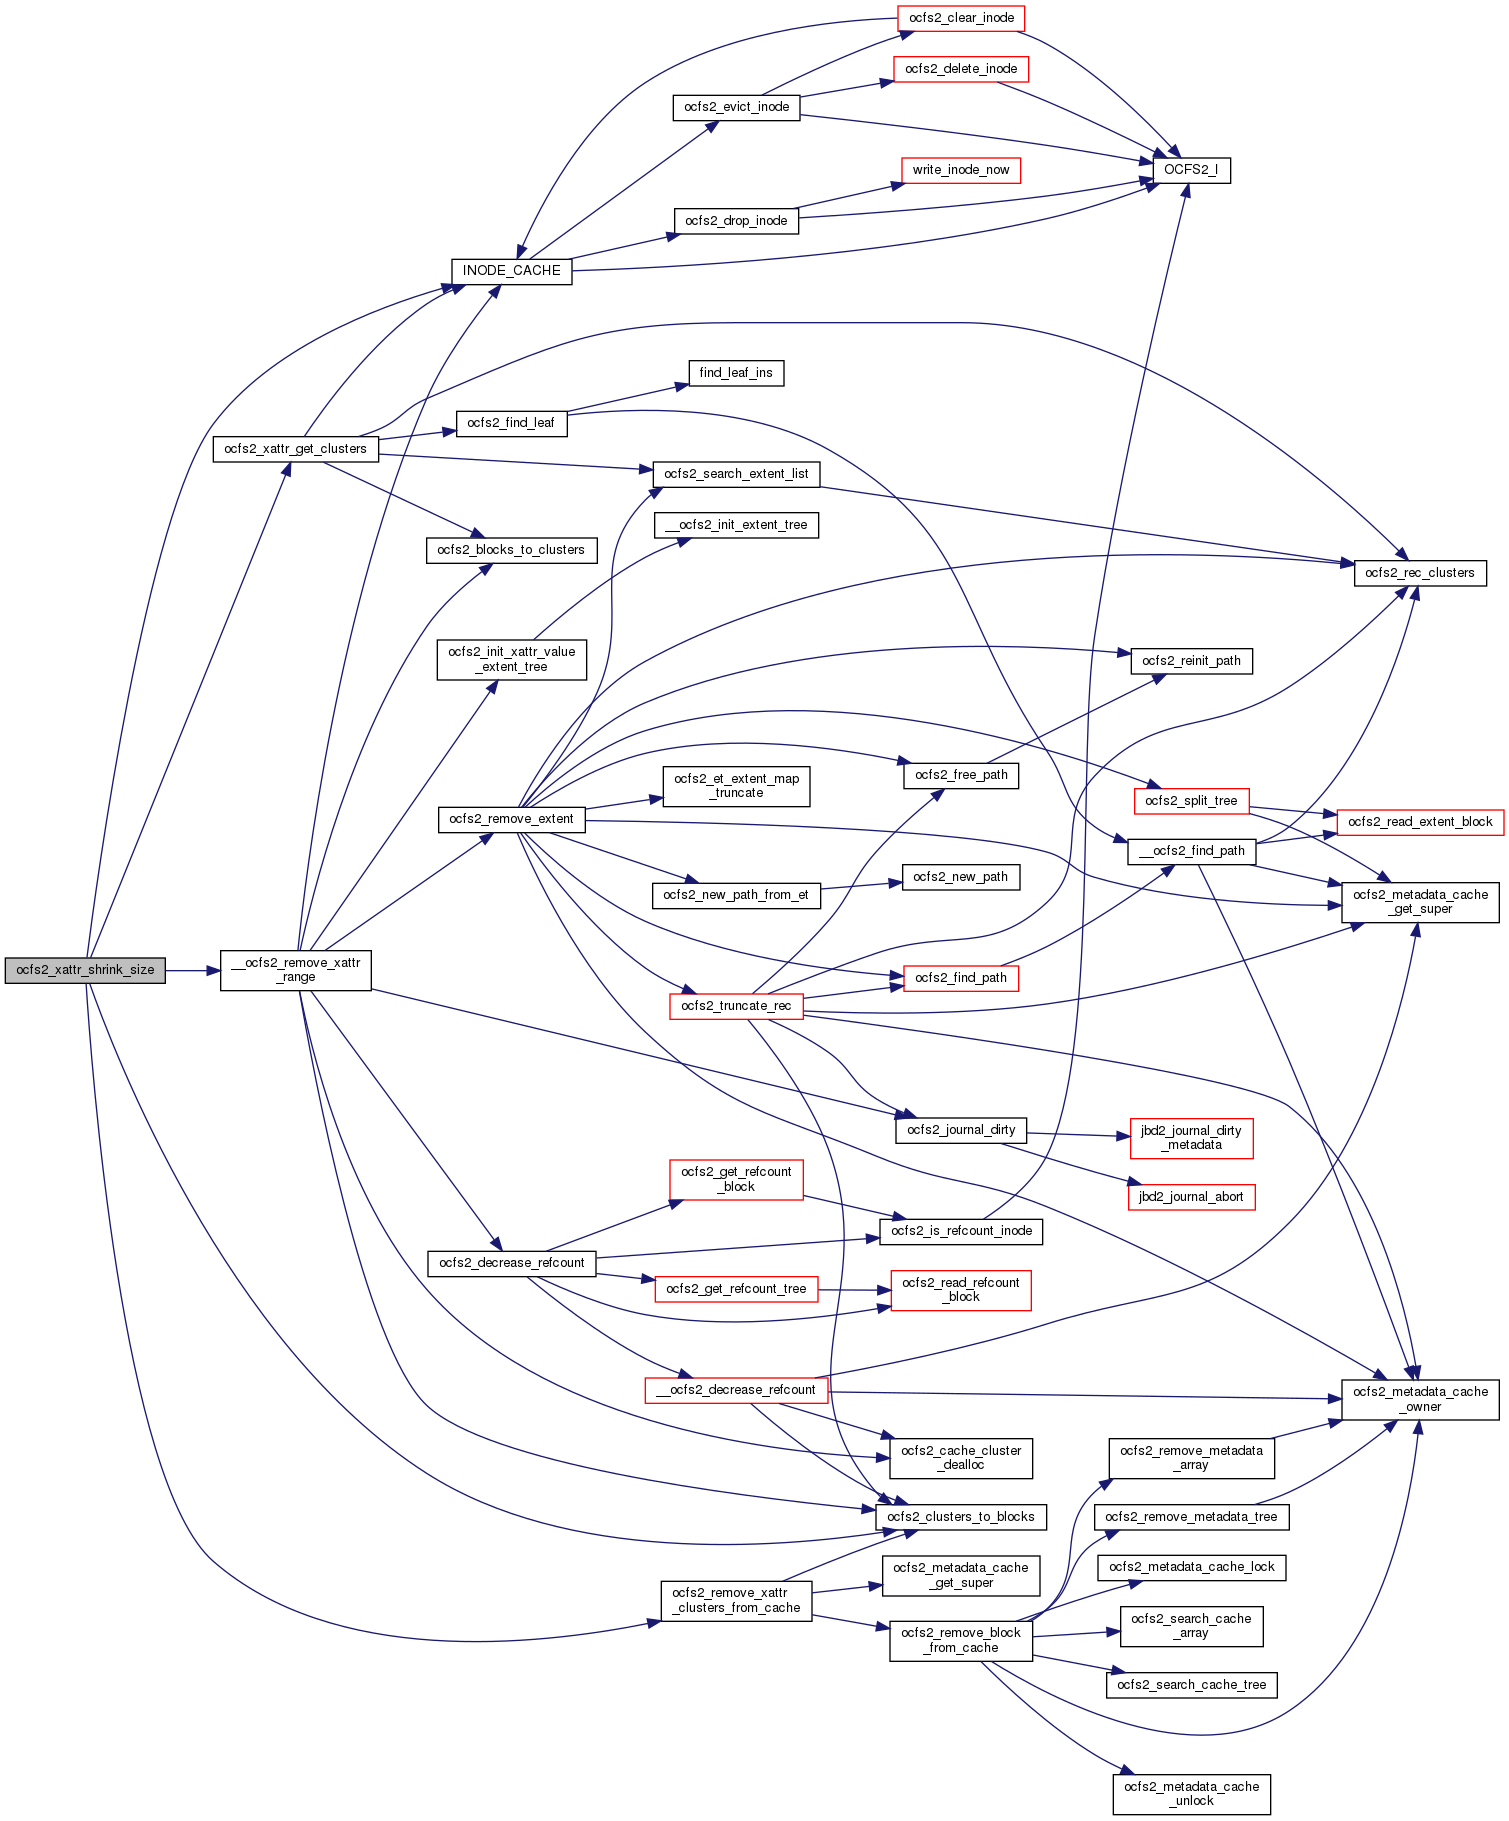 ocfs2_clear_inode
ocfs2_delete_inode
ocfs2_evict_inode
OCFS2_I
write_inode_now
ocfs2_drop_inode
INODE_CACHE
find_leaf_ins
ocfs2_find_leaf
ocfs2_xattr_get_clusters
ocfs2_search_extent_list
__ocfs2_init_extent_tree
ocfs2_blocks_to_clusters
ocfs2_rec_clusters
ocfs2_init_xattr_value
_extent_tree
ocfs2_reinit_path
ocfs2_free_path
ocfs2_et_extent_map
_truncate
ocfs2_split_tree
ocfs2_remove_extent
ocfs2_read_extent_block
__ocfs2_find_path
ocfs2_new_path
ocfs2_new_path_from_et
ocfs2_metadata_cache
_get_super
ocfs2_xattr_shrink_size
__ocfs2_remove_xattr
_range
ocfs2_find_path
ocfs2_truncate_rec
ocfs2_journal_dirty
jbd2_journal_dirty
_metadata
ocfs2_get_refcount
_block
jbd2_journal_abort
ocfs2_is_refcount_inode
ocfs2_decrease_refcount
ocfs2_get_refcount_tree
ocfs2_read_refcount
_block
__ocfs2_decrease_refcount
ocfs2_metadata_cache
_owner
ocfs2_cache_cluster
_dealloc
ocfs2_remove_metadata
_array
ocfs2_clusters_to_blocks
ocfs2_remove_metadata_tree
ocfs2_metadata_cache
_get_super
ocfs2_metadata_cache_lock
ocfs2_remove_xattr
_clusters_from_cache
ocfs2_remove_block
_from_cache
ocfs2_search_cache
_array
ocfs2_search_cache_tree
ocfs2_metadata_cache
_unlock